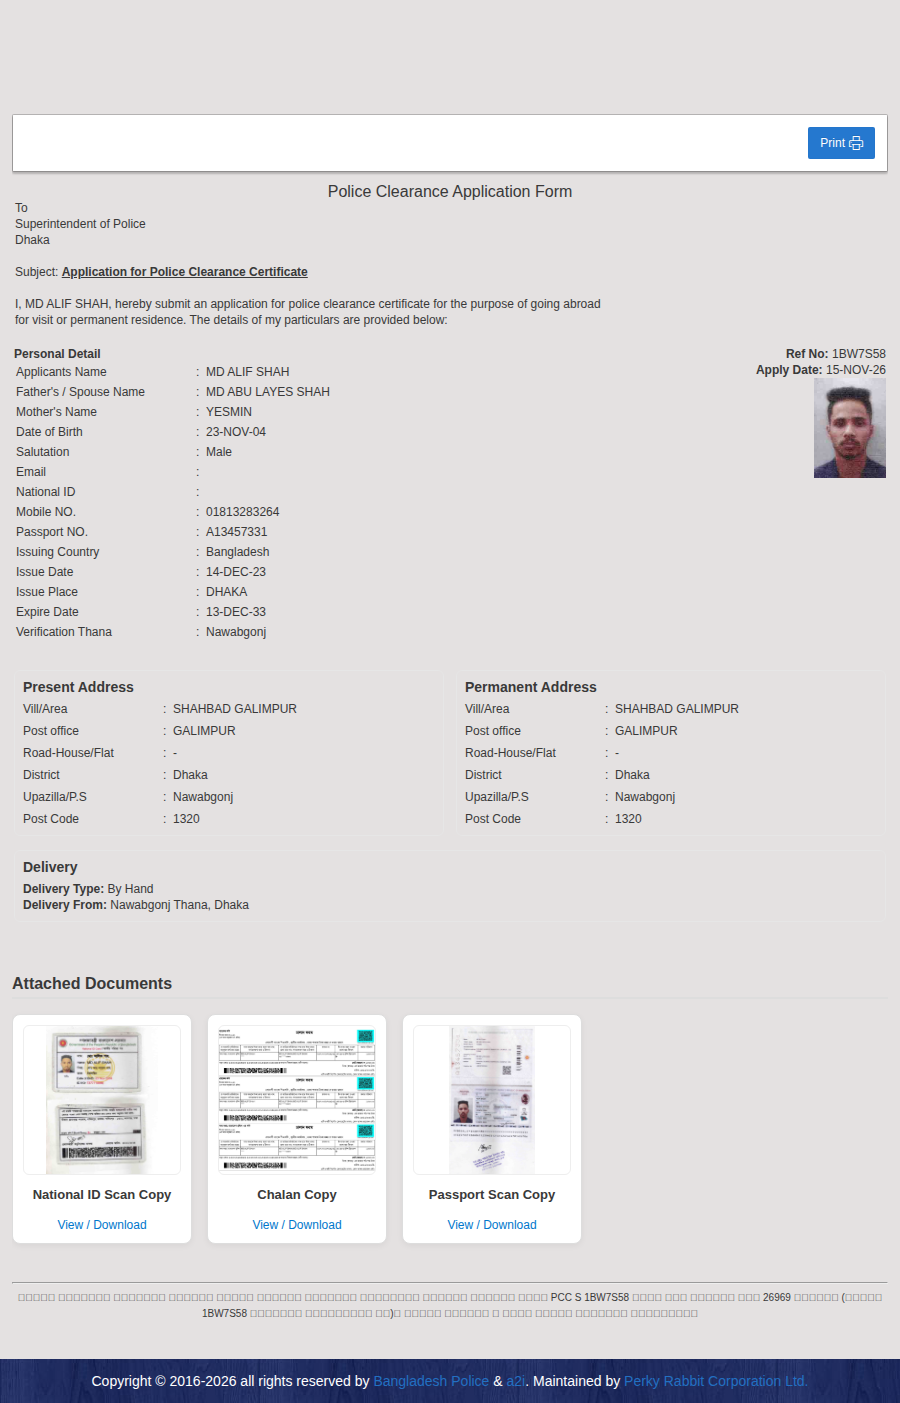 Print
Police Clearance Application Form
To
Superintendent of Police
Dhaka
Subject: Application for Police Clearance Certificate
I, MD ALIF SHAH, hereby submit an application for police clearance certificate for the purpose of going abroad
for visit or permanent residence. The details of my particulars are provided below:
Personal Detail
Ref No: 1BW7S58
Apply Date: 15-NOV-26
Applicants Name : MD ALIF SHAH
Father's / Spouse Name : MD ABU LAYES SHAH
Mother's Name : YESMIN
Date of Birth : 23-NOV-04
Salutation : Male
Email :
National ID :
Mobile NO. : 01813283264
Passport NO. : A13457331
Issuing Country : Bangladesh
Issue Date : 14-DEC-23
Issue Place : DHAKA
Expire Date : 13-DEC-33
Verification Thana : Nawabgonj
Present Address
Vill/Area : SHAHBAD GALIMPUR
Post office : GALIMPUR
Road-House/Flat : -
District : Dhaka
Upazilla/P.S : Nawabgonj
Post Code : 1320
Permanent Address
Vill/Area : SHAHBAD GALIMPUR
Post office : GALIMPUR
Road-House/Flat : -
District : Dhaka
Upazilla/P.S : Nawabgonj
Post Code : 1320
Delivery
Delivery Type: By Hand
Delivery From: Nawabgonj Thana, Dhaka
Attached Documents
National ID Scan Copy
View / Download
Chalan Copy
View / Download
Passport Scan Copy
View / Download
PCC S 1BW7S58 26969 (
1BW7S58 )
Copyright © 2016-2026 all rights reserved by Bangladesh Police & a2i. Maintained by Perky Rabbit Corporation Ltd.